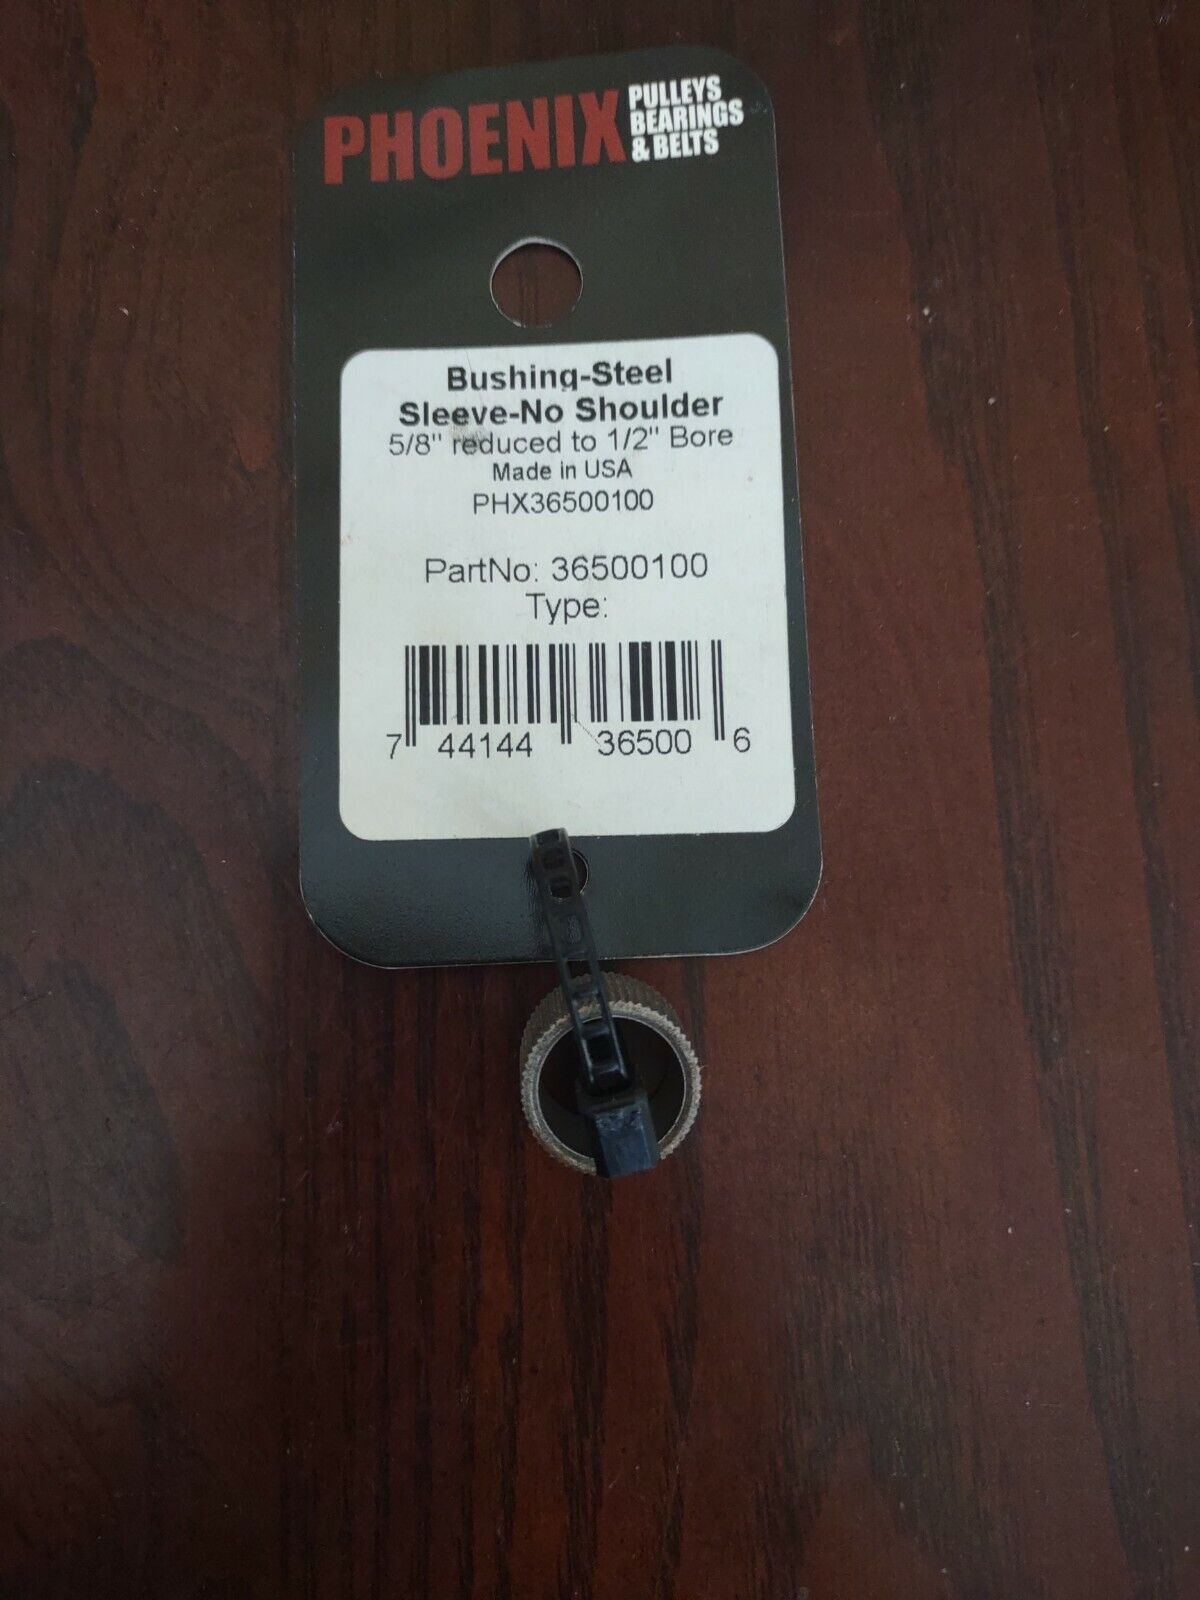 PHOENIX PULLEYS
BEARINGS
& BELTS
Bushing-Steel
Sleeve-No Shoulder
5/8" reduced to 1/2" Bore
Made in USA
PHX36500100
PartNo: 36500100
Type:
7 44144 36500 6